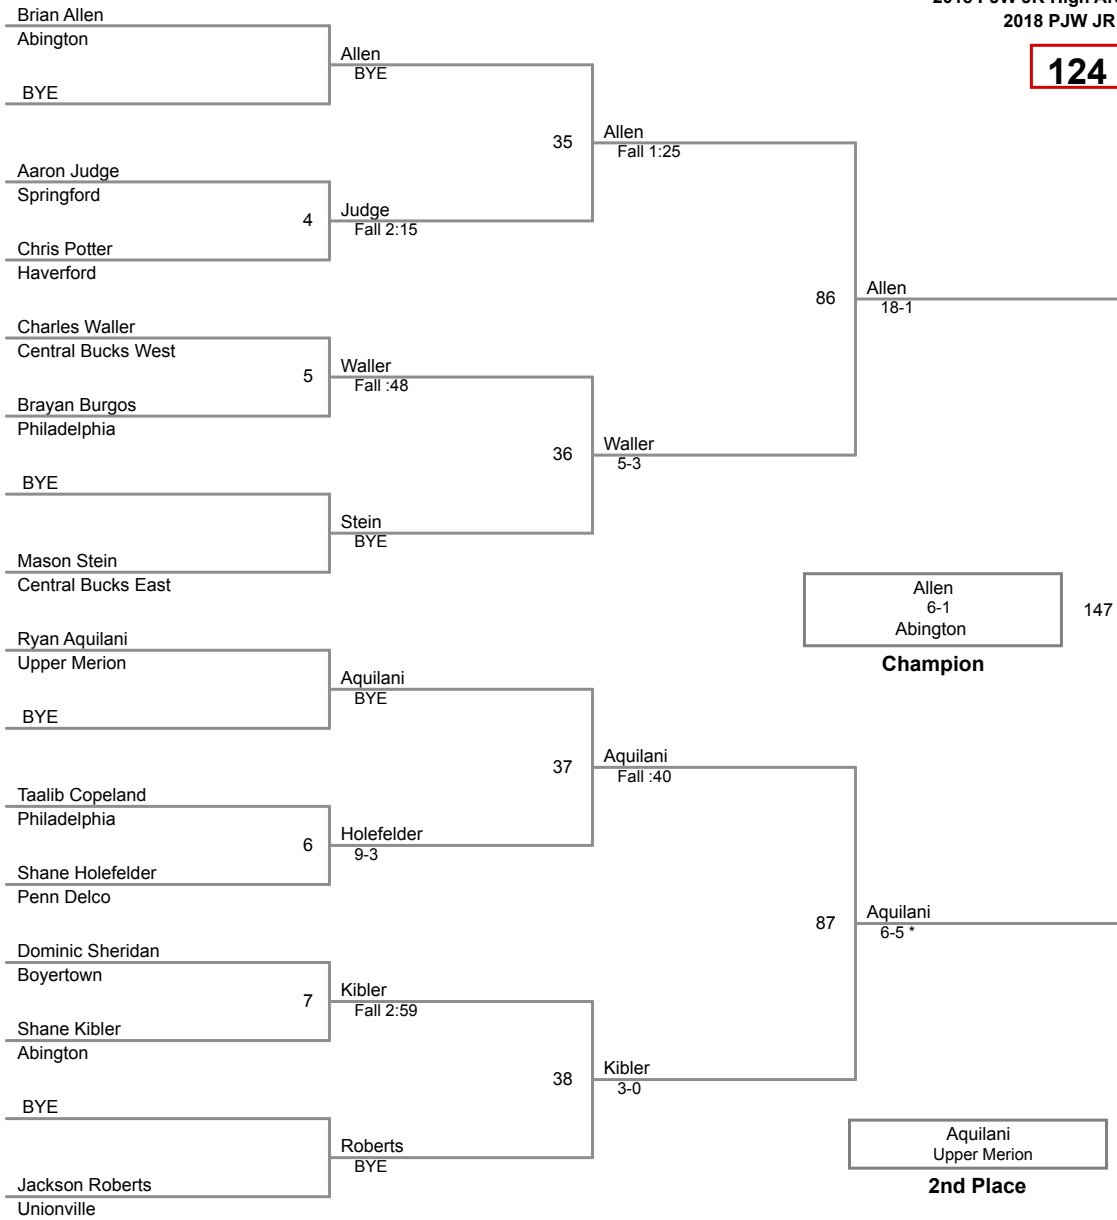 2018 PJW JR
124
Brian Allen
Abington
BYE
Aaron Judge
Springford
Chris Potter
Haverford
Charles Waller
Central Bucks West
Brayan Burgos
Philadelphia
BYE
Mason Stein
Central Bucks East
Ryan Aquilani
Upper Merion
BYE
Taalib Copeland
Philadelphia
Shane Holefelder
Penn Delco
Dominic Sheridan
Boyertown
Shane Kibler
Abington
BYE
Jackson Roberts
Unionville
Allen
BYE
4
Judge
Fall 2:15
5
Waller
Fall :48
Stein
BYE
Aquilani
BYE
6
Holefelder
9-3
7
Kibler
Fall 2:59
Roberts
BYE
35
Allen
Fall 1:25
36
Waller
5-3
37
Aquilani
Fall :40
38
Kibler
3-0
86
Allen
18-1
87
Aquilani
6-5 *
Allen
6-1
Abington
147
Champion
Aquilani
Upper Merion
2nd Place